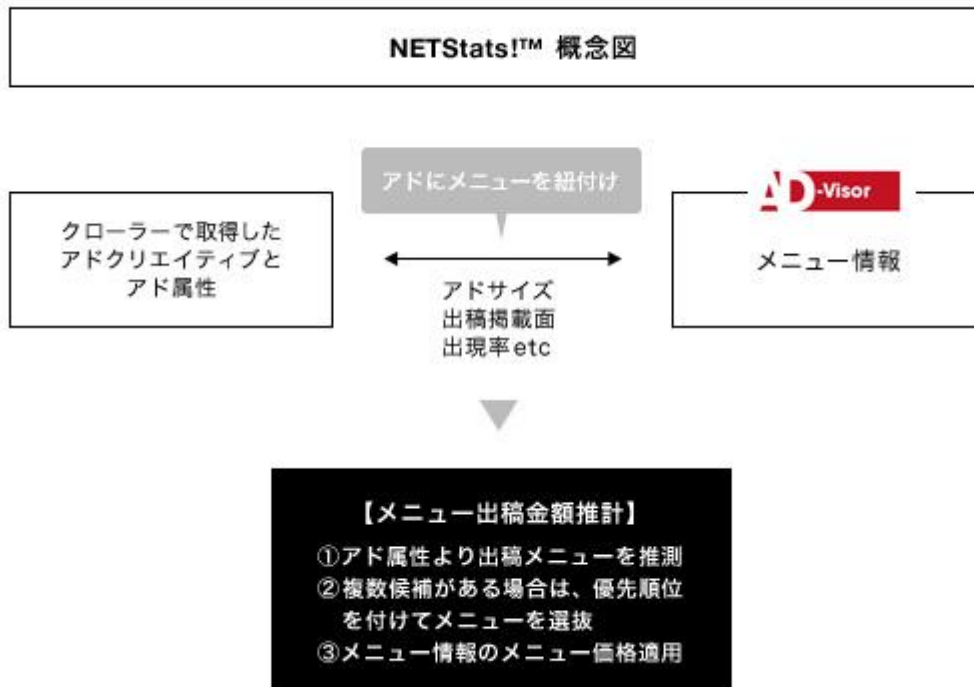 NETStats!™ 概念図
アドにメニューを紐付け
クローラーで取得した
アドクリエイティブと
アド属性
アドサイズ
出稿掲載面
出現率etc
AD-Visor
メニュー情報
【メニュー出稿金額推計】
①アド属性より出稿メニューを推測
②複数候補がある場合は、優先順位
を付けてメニューを選抜
③メニュー情報のメニュー価格適用